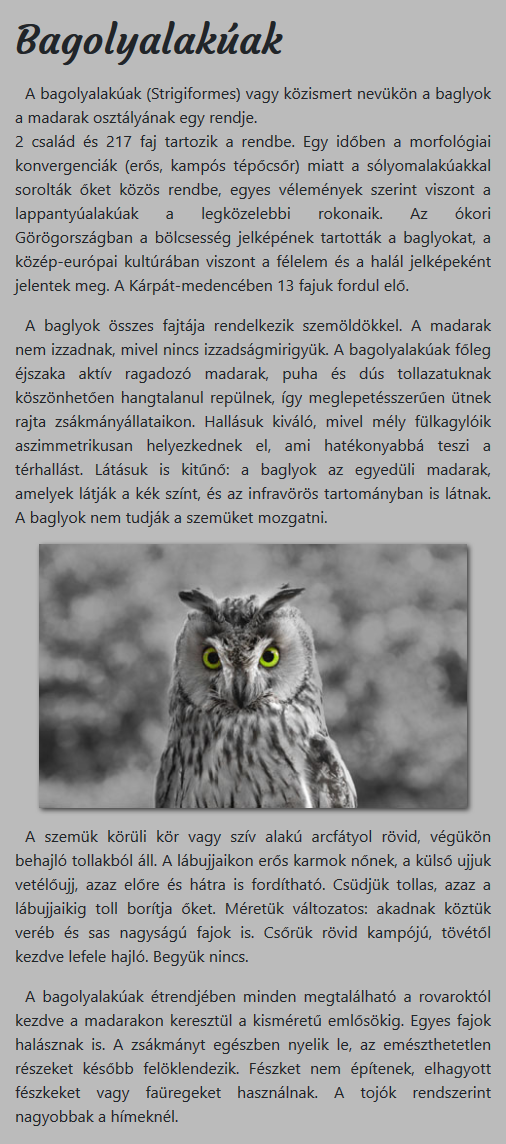 Bagolyalakúak
A bagolyalakúak (Strigiformes) vagy közismert nevükön a baglyok
a madarak osztályának egy rendje.
2 család és 217 faj tartozik a rendbe. Egy időben a morfológiai
konvergenciák (erős, kampós tépőcsőr) miatt a sólyomalakúakkal
sorolták őket közös rendbe, egyes vélemények szerint viszont a
lappantyúalakúak a legközelebbi rokonaik. Az ókori
Görögországban a bölcsesség jelképének tartották a baglyokat, a
közép-európai kultúrában viszont a félelem és a halál jelképeként
jelentek meg. A Kárpát-medencében 13 fajuk fordul elő.
A baglyok összes fajtája rendelkezik szemöldökkel. A madarak
nem izzadnak, mivel nincs izzadságmirigyük. A bagolyalakúak főleg
éjszaka aktív ragadozó madarak, puha és dús tollazatuknak
köszönhetően hangtalanul repülnek, így meglepetésszerűen ütnek
rajta zsákmányállataikon. Hallásuk kiváló, mivel mély fülkagylóik
aszimmetrikusan helyezkednek el, ami hatékonyabbá teszi a
térhallást. Látásuk is kitűnő: a baglyok az egyedüli madarak,
amelyek látják a kék színt, és az infravörös tartományban is látnak.
A baglyok nem tudják a szemüket mozgatni.
A szemük körüli kör vagy szív alakú arcfátyol rövid, végükön
behajló tollakból áll. A lábujjaikon erős karmok nőnek, a külső ujjuk
vetélőujj, azaz előre és hátra is fordítható. Csüdjük tollas, azaz a
lábujjaikig toll borítja őket. Méretük változatos: akadnak köztük
veréb és sas nagyságú fajok is. Csőrük rövid kampójú, tövétől
kezdve lefele hajló. Begyük nincs.
A bagolyalakúak étrendjében minden megtalálható a rovaroktól
kezdve a madarakon keresztül a kisméretű emlősökig. Egyes fajok
halásznak is. A zsákmányt egészben nyelik le, az emészthetetlen
részeket később felöklendezik. Fészket nem építenek, elhagyott
fészkeket vagy faüregeket használnak. A tojók rendszerint
nagyobbak a hímeknél.